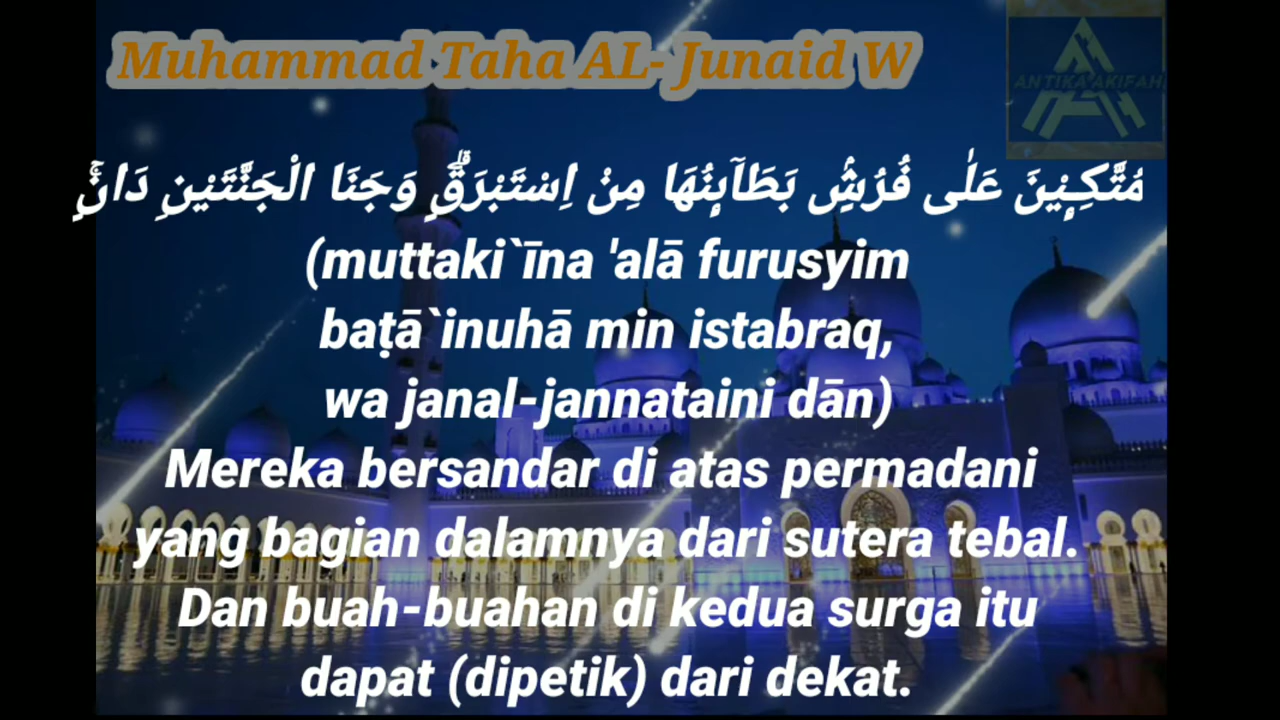 Muhammad Taha AL- Junaid W
ANTIKA AKIFAH
مُتَّكِـِٕيْنَ عَلٰى فُرُشٍۢ بَطَاۤىِٕنُهَا مِنْ اِسْتَبْرَقٍۗ وَجَنَا الْجَنَّتَيْنِ دَانٍۚ
(muttaki`īna 'alā furusyim
baṭā`inuhā min istabraq,
wa janal-jannataini dān)
Mereka bersandar di atas permadani
yang bagian dalamnya dari sutera tebal.
Dan buah-buahan di kedua surga itu
dapat (dipetik) dari dekat.